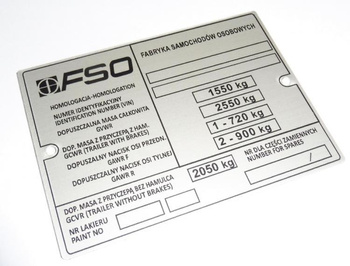 FSO
FABRYKA SAMOCHODÓW OSOBOWYCH
HOMOLOGACJA-HOMOLOGATION
NUMER IDENTYFIKACYJNY
IDENTIFICATION NUMBER (VIN)
DOPUSZCZALNA MASA CAŁKOWITA
GVWR
1550 kg
DOP. MASA Z PRZYCZEPĄ Z HAM.
GCVR (TRAILER WITH BRAKES)
2550 kg
DOPUSZALNY NACISK OSI PRZEDN.
GAWR F
1 - 720 kg
DOPUSZALNY NACISK OSI TYLNEJ
GAWR R
2 - 900 kg
DOP. MASA Z PRZYCZEPĄ BEZ HAMULCA
GCVR (TRAILER WITHOUT BRAKES)
2050 kg
NR LAKIERU
PAINT NO
NR DLA CZĘŚCI ZAMIENNYCH
NUMBER FOR SPARES